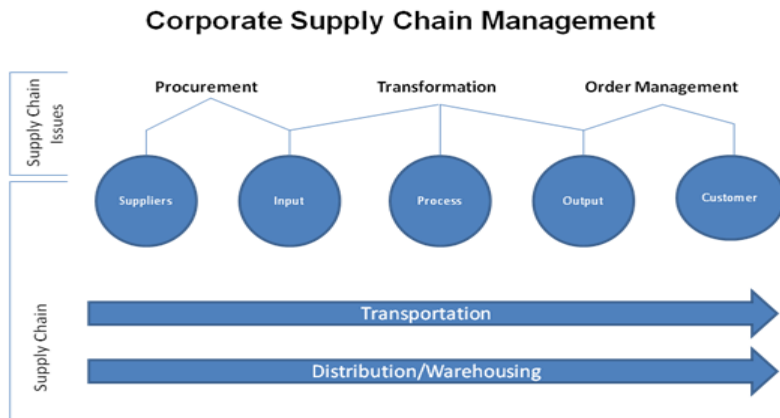 Corporate Supply Chain Management
Supply Chain
Issues
Procurement
Transformation
Order Management
Suppliers
Input
Process
Output
Customer
Supply Chain
Transportation
Distribution/Warehousing